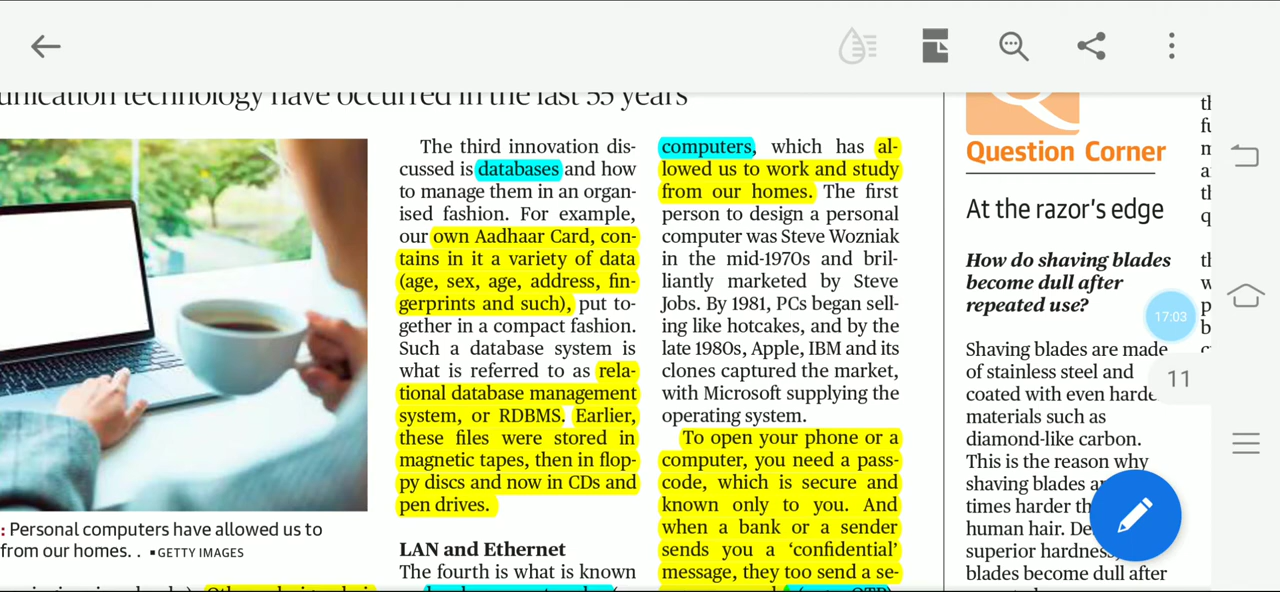 unication technology have occurred in the last 55 years
: Personal computers have allowed us to
from our homes. . ▪GETTY IMAGES
The third innovation dis-
cussed is databases and how
to manage them in an organ-
ised fashion. For example,
our own Aadhaar Card, con-
tains in it a variety of data
(age, sex, age, address, fin-
gerprints and such), put to-
gether in a compact fashion.
Such a database system is
what is referred to as rela-
tional database management
system, or RDBMS. Earlier,
these files were stored in
magnetic tapes, then in flop-
py discs and now in CDs and
pen drives.
LAN and Ethernet
The fourth is what is known
computers, which has al-
lowed us to work and study
from our homes. The first
person to design a personal
computer was Steve Wozniak
in the mid-1970s and bril-
liantly marketed by Steve
Jobs. By 1981, PCs began sell-
ing like hotcakes, and by the
late 1980s, Apple, IBM and its
clones captured the market,
with Microsoft supplying the
operating system.
To open your phone or a
computer, you need a pass-
code, which is secure and
known only to you. And
when a bank or a sender
sends you a ‘confidential’
message, they too send a se-
Question Corner
At the razor's edge
How do shaving blades
become dull after
repeated use?
Shaving blades are made
of stainless steel and
coated with even harde
materials such as
diamond-like carbon.
This is the reason why
shaving blades ar
times harder th
human hair. De
superior hardness,
blades become dull after
17:03
11